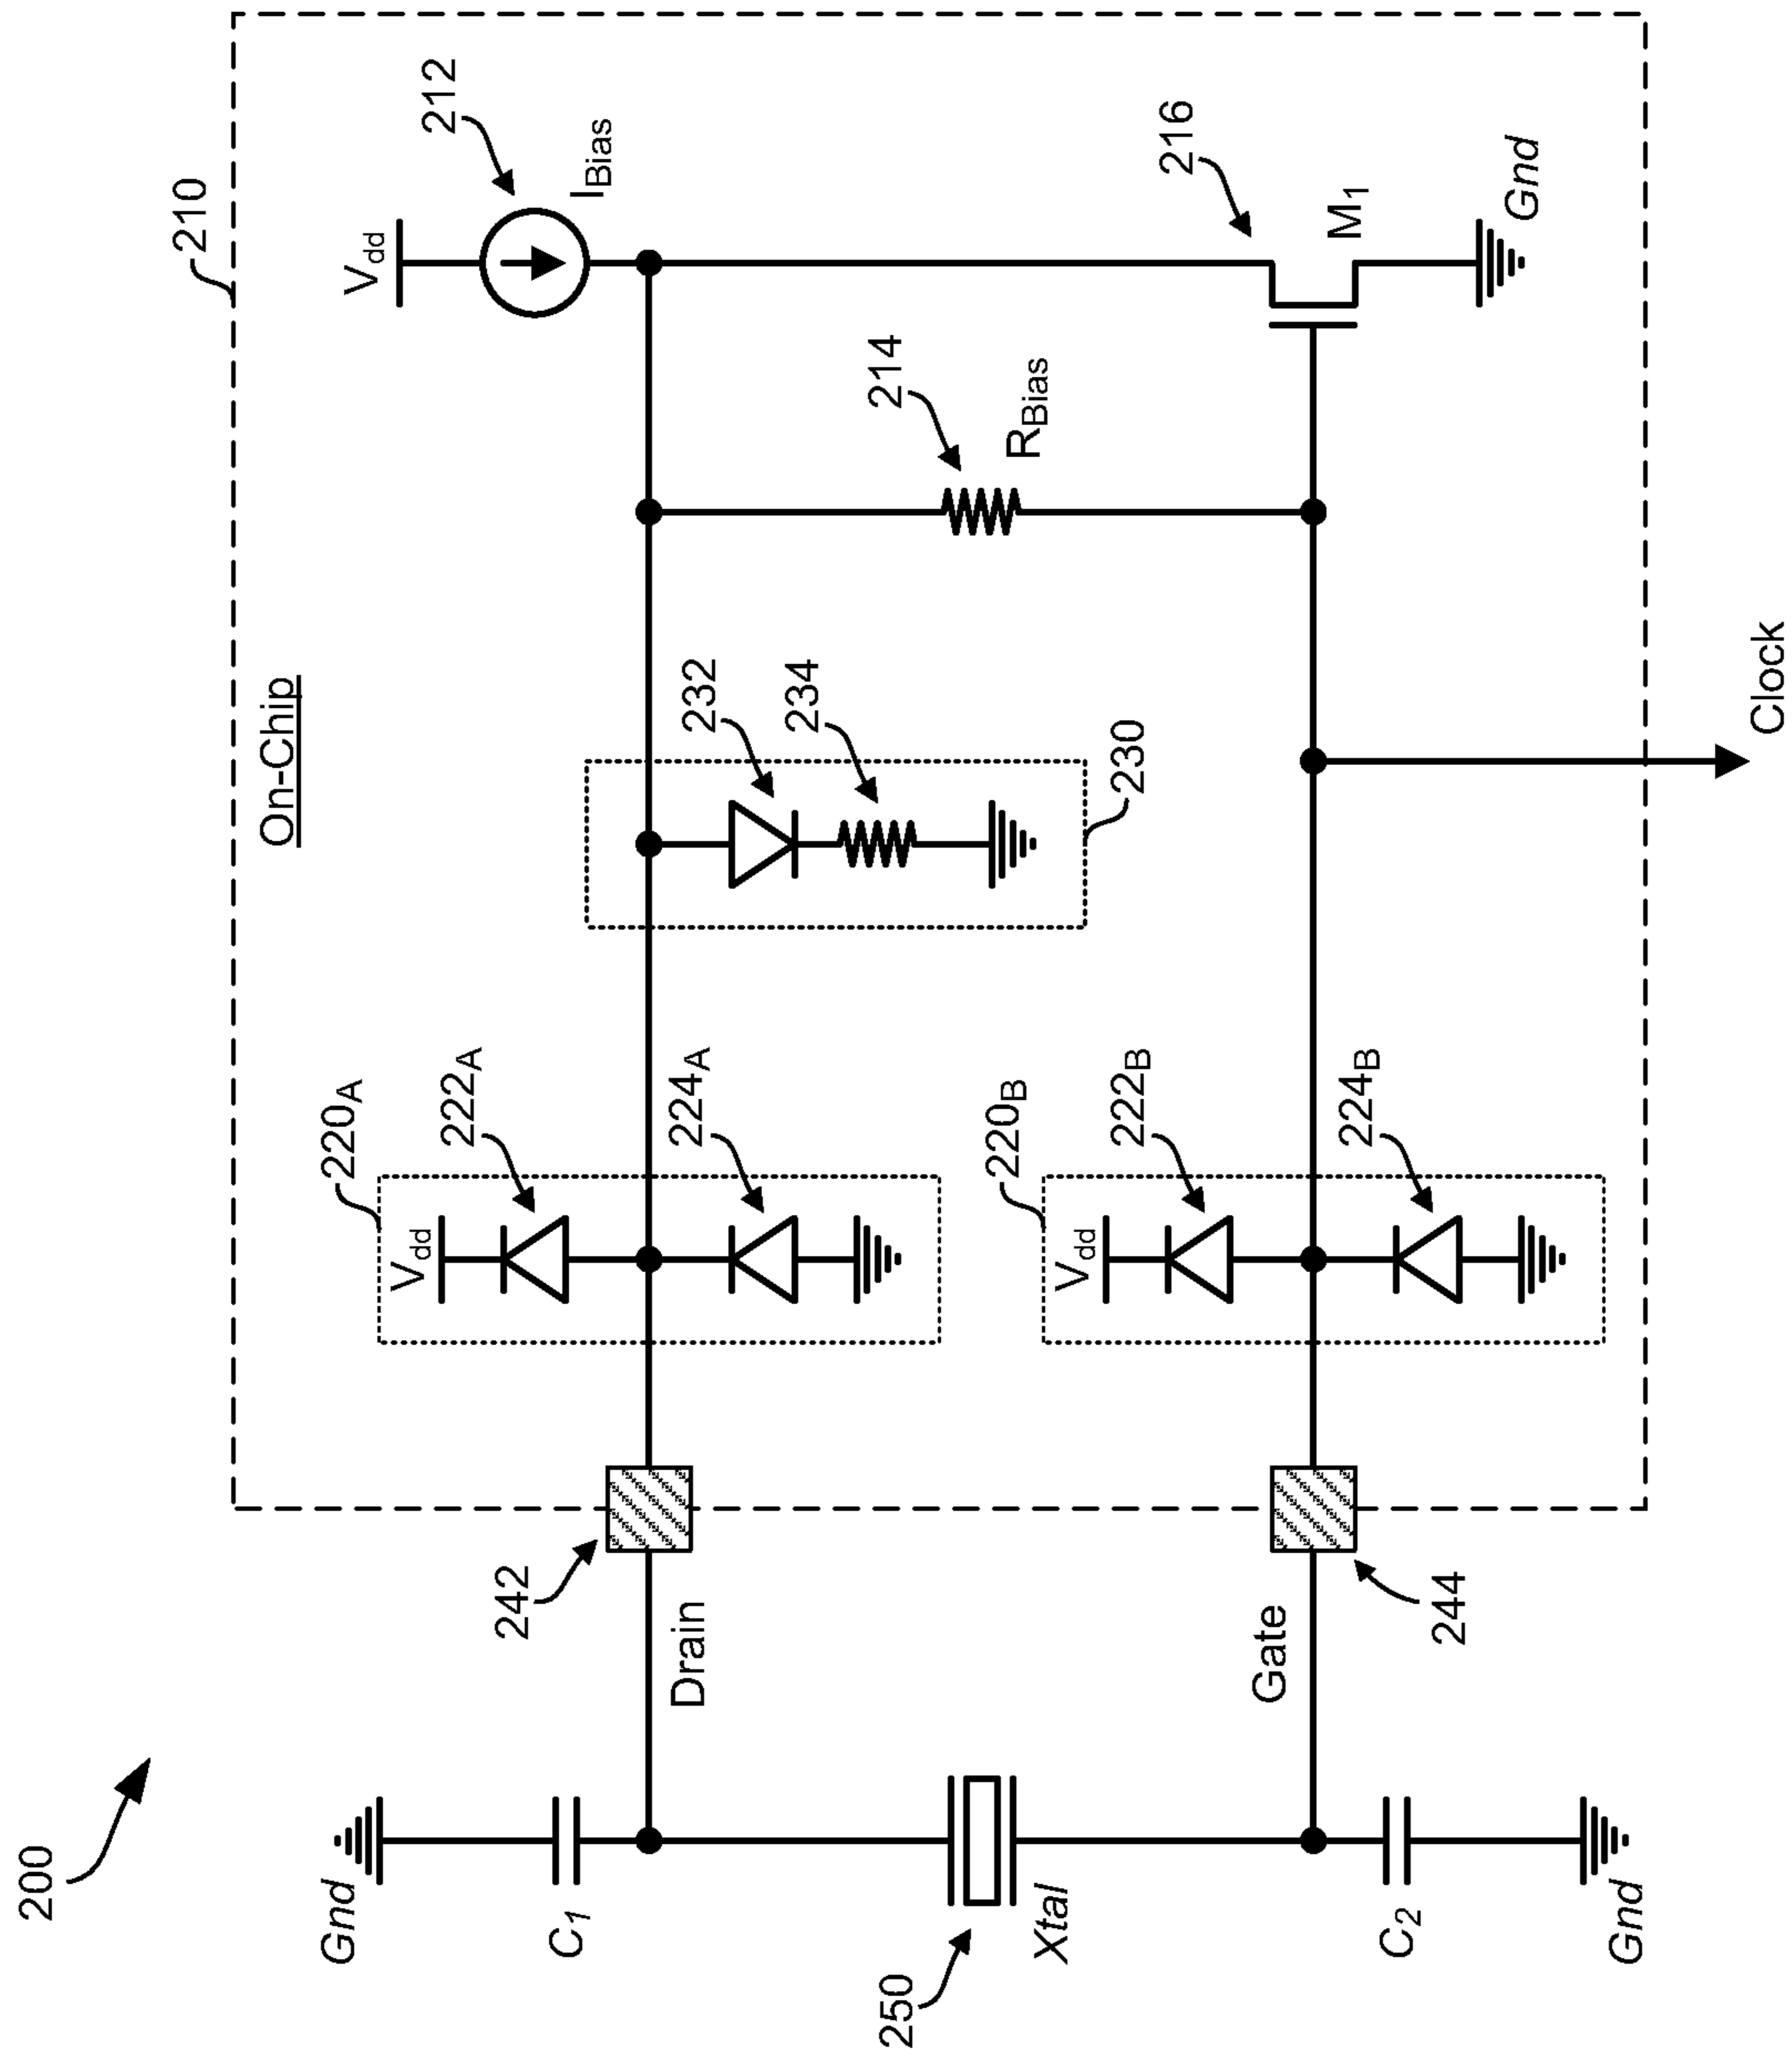 200
210
On-Chip
Vdd
212
IBias
220A
Vdd
222A
224A
232
234
230
214
RBias
216
M1
Gnd
220B
Vdd
222B
224B
242
Drain
Gate
244
Gnd
C1
250
Xtal
C2
Gnd
Clock